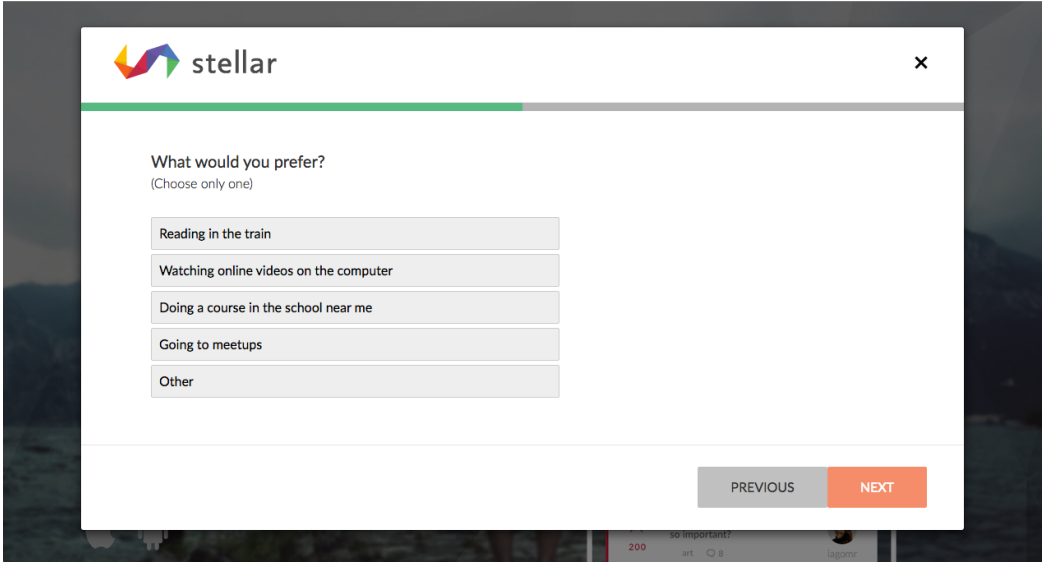 stellar
×
What would you prefer?
(Choose only one)
Reading in the train
Watching online videos on the computer
Doing a course in the school near me
Going to meetups
Other
PREVIOUS NEXT
so important?
200 art 8 iagomr